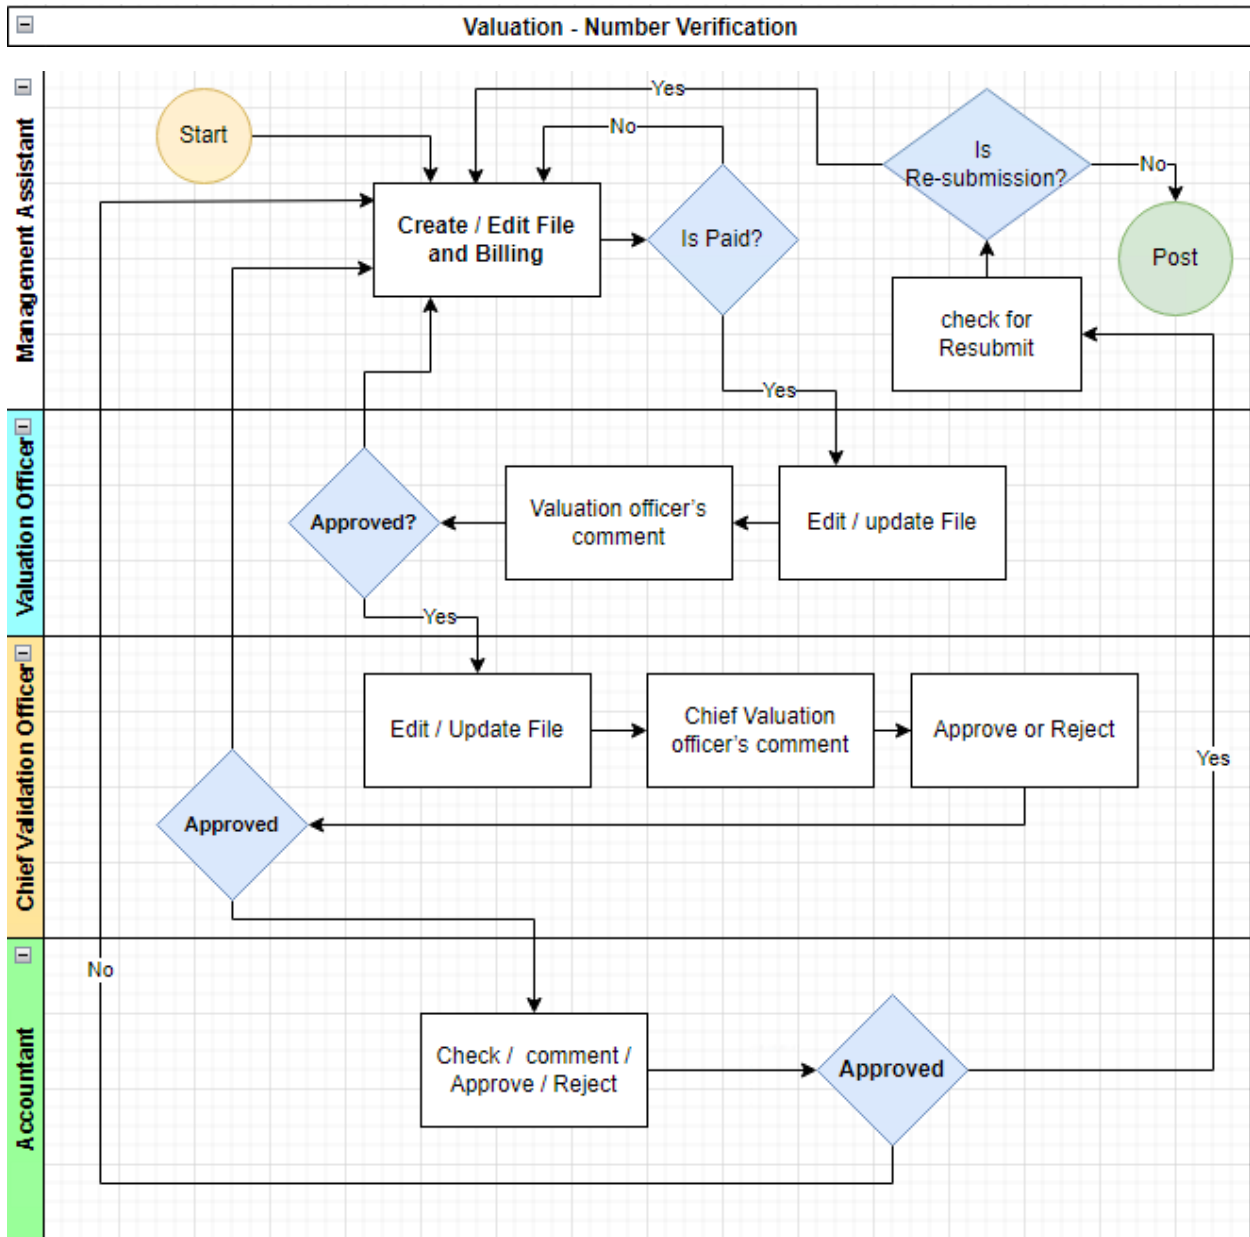 Valuation - Number Verification
Management Assistant
Start
Yes
No
Is
Re-submission?
No
Create / Edit File
and Billing
Is Paid?
Post
check for
Resubmit
Yes
Valuation Officer
Approved?
Valuation officer's
comment
Edit / update File
Yes
Chief Validation Officer
Edit / Update File
Chief Valuation
officer's comment
Approve or Reject
Yes
Approved
No
Accountant
Check /  comment /
Approve / Reject
Approved